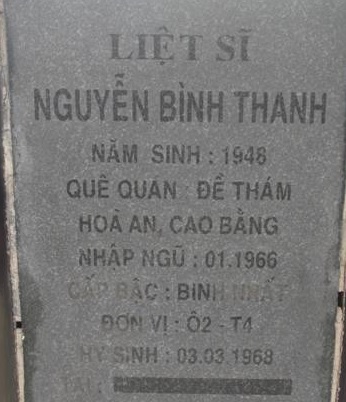 LIỆT SĨ
NGUYỄN BÌNH THANH
NĂM SINH : 1948
QUÊ QUÁN : ĐỀ THÁM
HOÀ AN, CAO BẰNG
NHẬP NGŨ : 01.1966
CẤP BẬC : BINH NHẤT
ĐƠN VỊ : Ô2 - T4
HY SINH : 03.03 1968
TẠI :